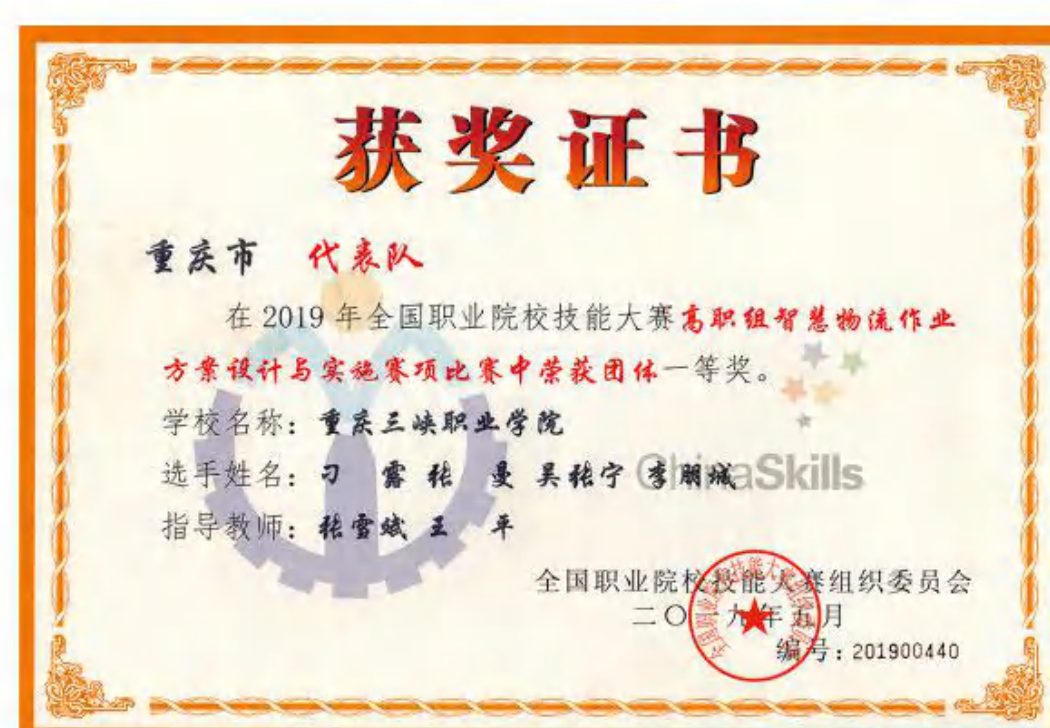 获奖证书
重庆市 代表队
在 2019 年全国职业院校技能大赛高职组智慧物流作业
方案设计与实施赛项比赛中荣获团体一等奖。
学校名称：重庆三峡职业学院
选手姓名：刁 露 张 曼 吴张宁 李朋城
ChinaSkills
指导教师：张雪斌 王 平
全国职业院校技能大赛组织委员会
二〇一九年五月
编号：201900440